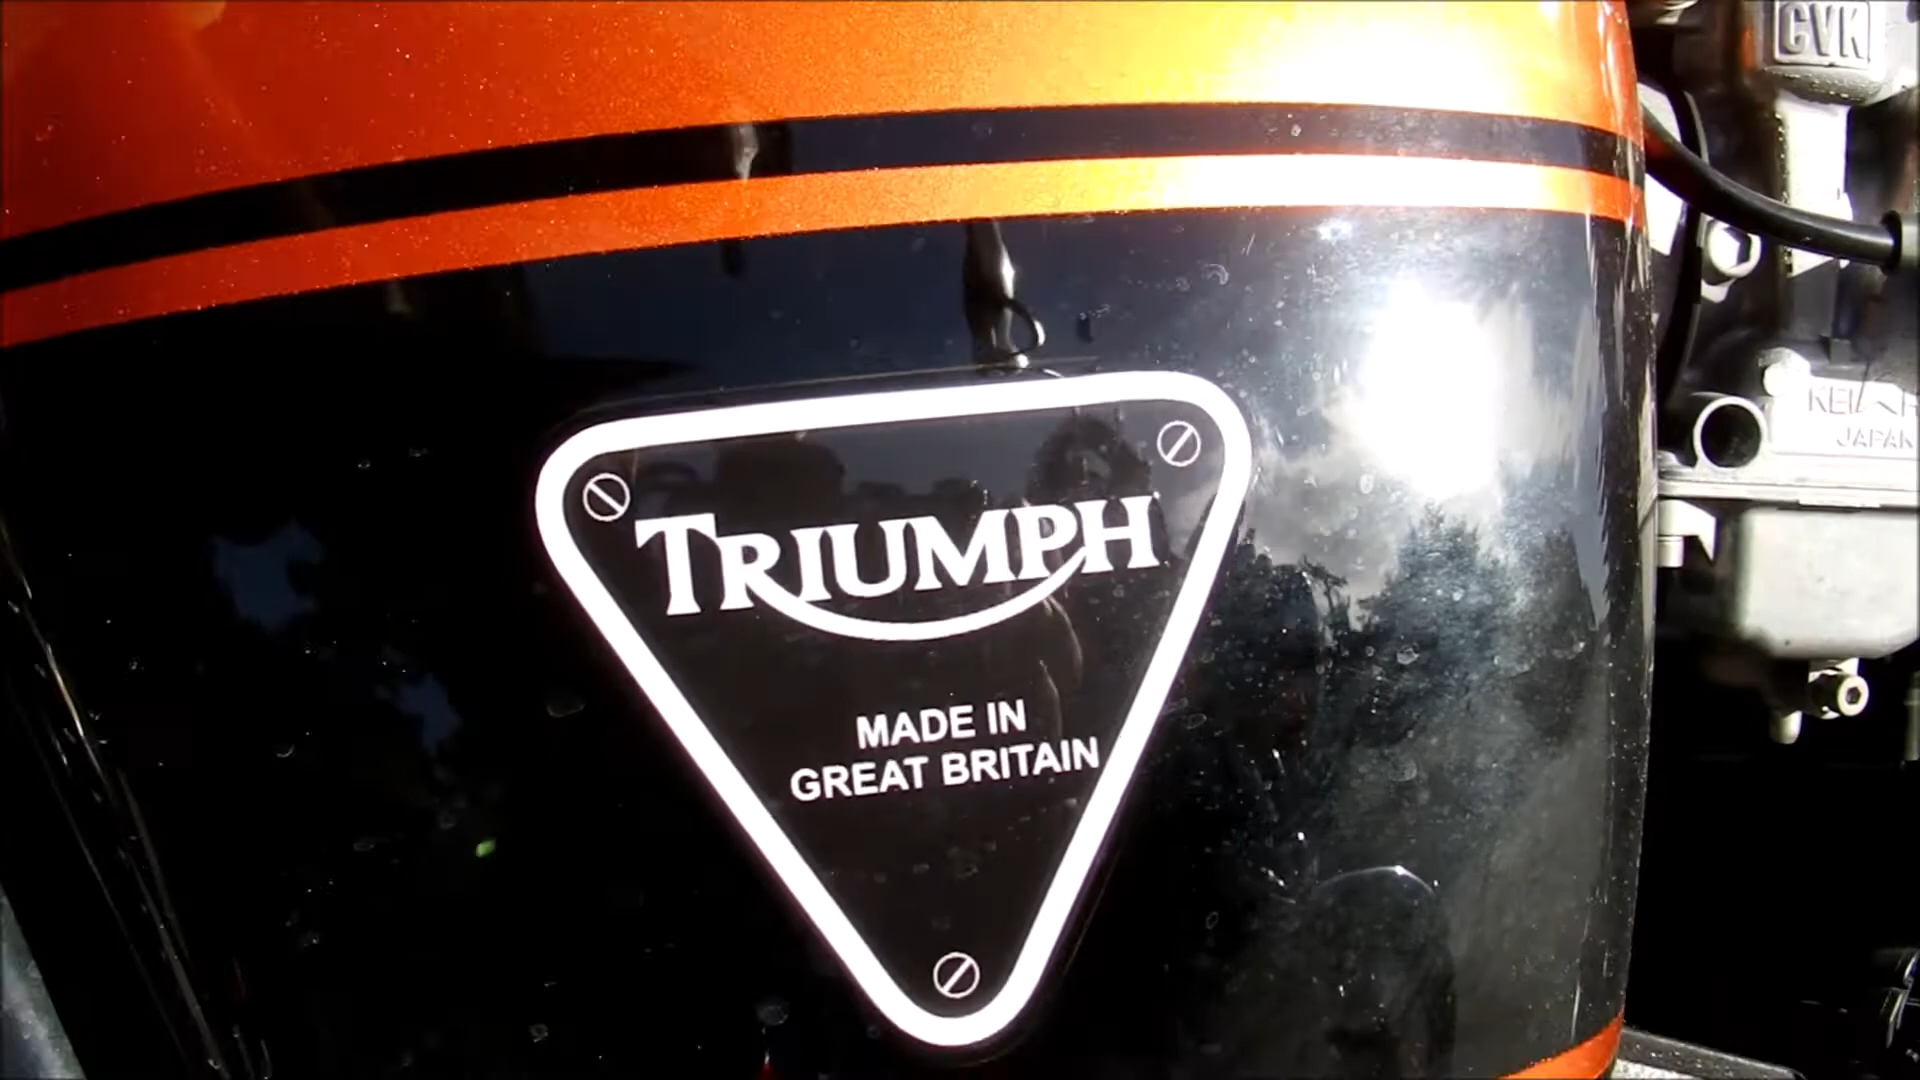 CVK
TRIUMPH
MADE IN
GREAT BRITAIN
JAPAN